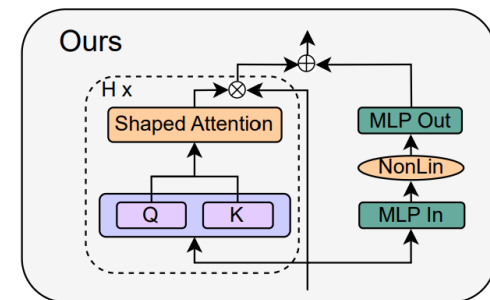 Ours
H x
Shaped Attention
Q
K
MLP Out
NonLin
MLP In